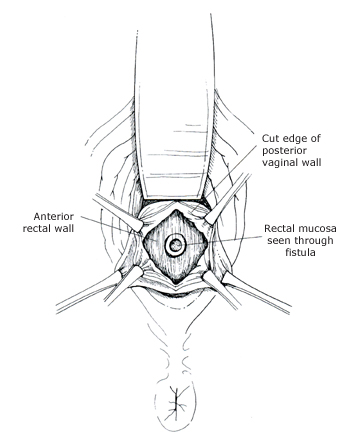 Cut edge of
posterior
vaginal wall
Anterior
rectal wall
Rectal mucosa
seen through
fistula